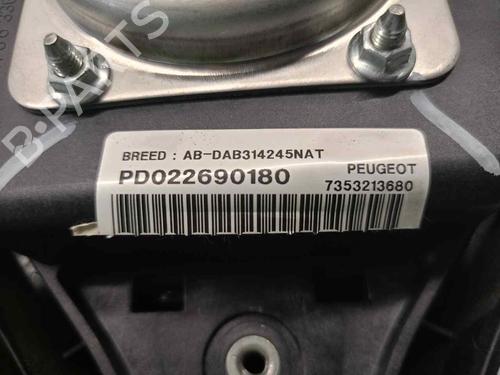 B-PARTS
BREED : AB-DAB314245NAT
PD022690180
PEUGEOT
7353213680